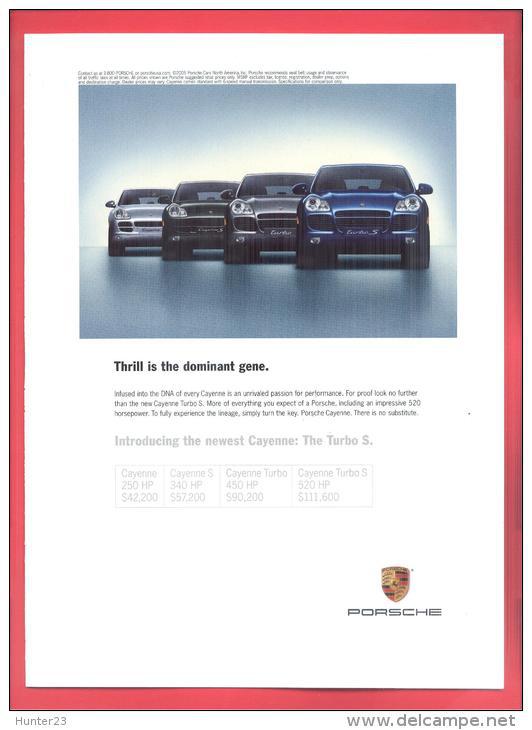 Contact us at 1-800-PORSCHE, or porscheusa.com. ©2005 Porsche Cars North America, Inc. Porsche recommends seat belt usage and observance
of all traffic laws at all times. All prices shown are Porsche suggested retail prices only. MSRP excludes tax, license, registration, dealer prep, options
and destination charge. Dealer prices may vary. Cayenne comes standard with 6-speed manual transmission. Specifications for comparison only.
Cayenne S
turbo
turbo S
Thrill is the dominant gene.
Infused into the DNA of every Cayenne is an unrivaled passion for performance. For proof look no further
than the new Cayenne Turbo S. More of everything you expect of a Porsche, including an impressive 520
horsepower. To fully experience the lineage, simply turn the key. Porsche Cayenne. There is no substitute.
Introducing the newest Cayenne: The Turbo S.
Cayenne Cayenne S Cayenne Turbo Cayenne Turbo S
250 HP 340 HP 450 HP 520 HP
$42,200 $57,200 $90,200 $111,600
PORSCHE
Hunter23
www.delcampe.net